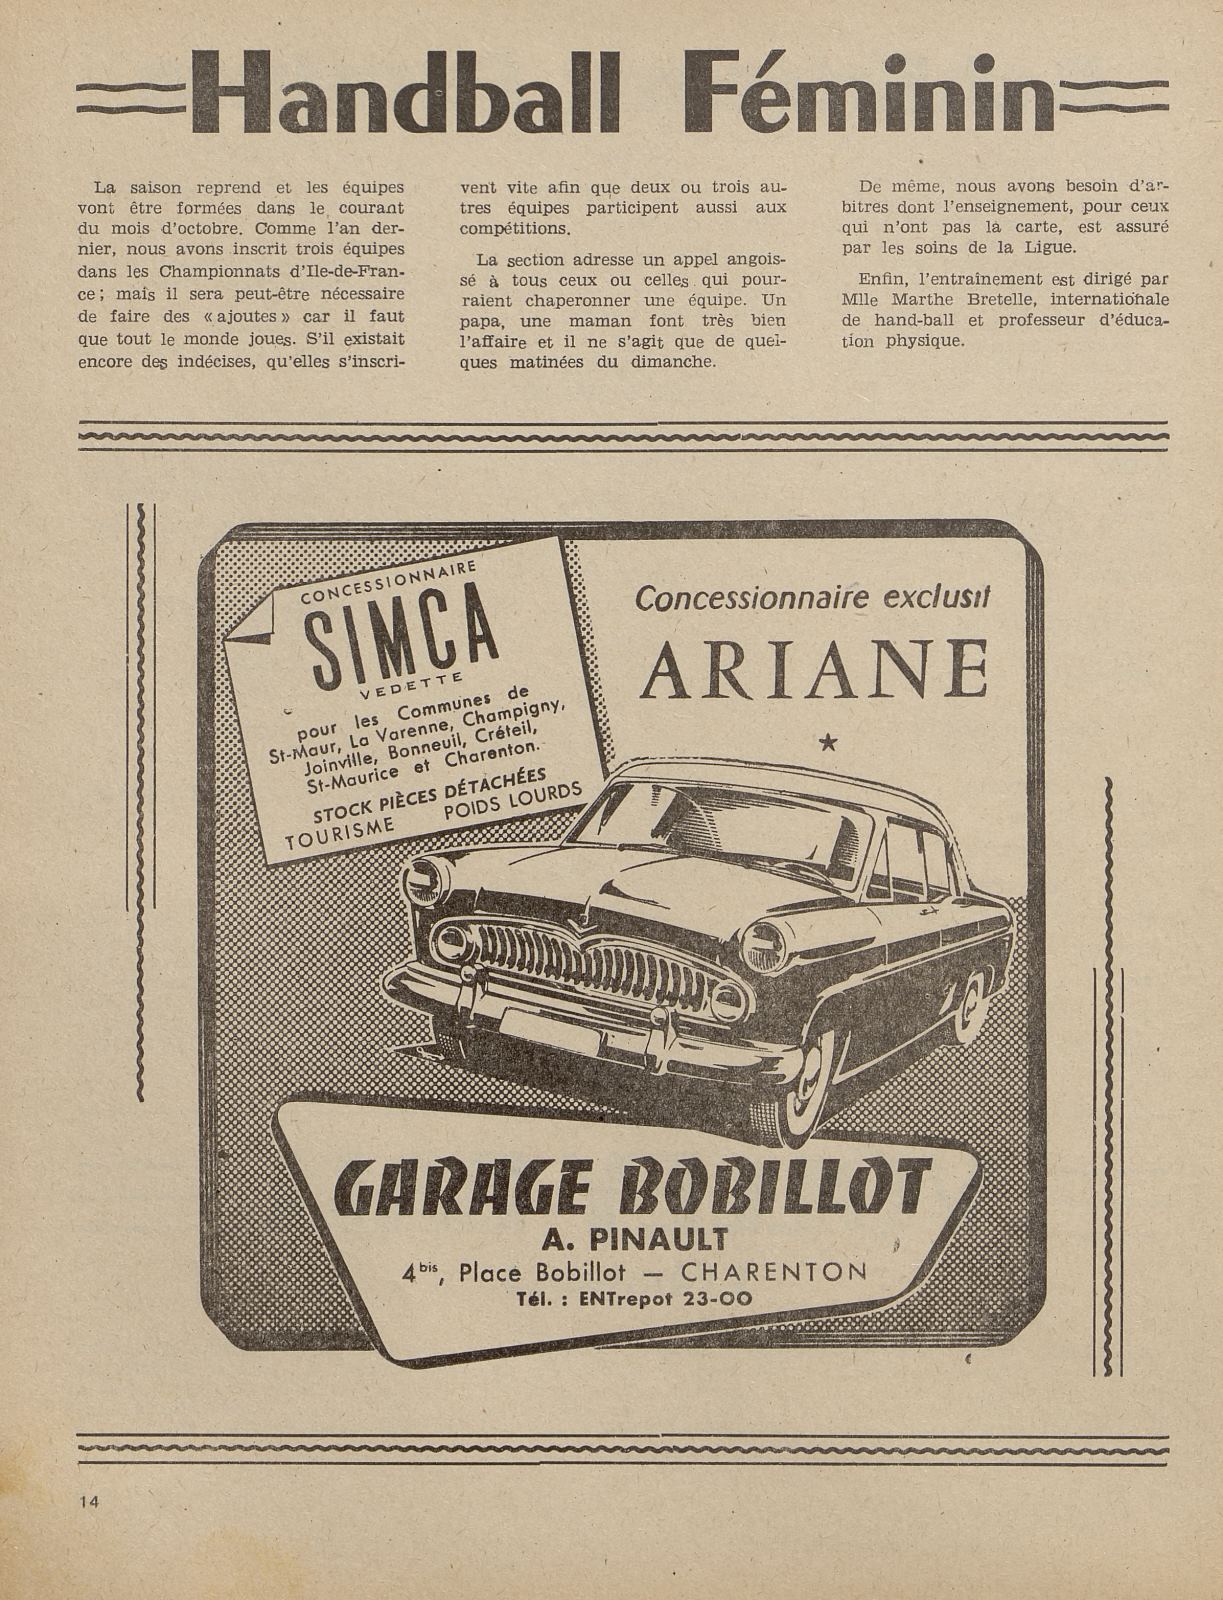 Handball Féminin
La saison reprend et les équipes
vont être formées dans le courant
du mois d'octobre. Comme l'an der-
nier, nous avons inscrit trois équipes
dans les Championnats d'Ile-de-Fran-
ce ; mais il sera peut-être nécessaire
de faire des « ajoutes » car il faut
que tout le monde joues. S'il existait
encore des indécises, qu'elles s'inscri-
vent vite afin que deux ou trois au-
tres équipes participent aussi aux
compétitions.
La section adresse un appel angois-
sé à tous ceux ou celles qui pour-
raient chaperonner une équipe. Un
papa, une maman font très bien
l'affaire et il ne s'agit que de quel-
ques matinées du dimanche.
De même, nous avons besoin d'ar-
bitres dont l'enseignement, pour ceux
qui n'ont pas la carte, est assuré
par les soins de la Ligue.
Enfin, l'entraînement est dirigé par
Mlle Marthe Bretelle, internationale
de hand-ball et professeur d'éduca-
tion physique.
CONCESSIONNAIRE
SIMCA
VEDETTE
pour les Communes de
St-Maur, La Varenne, Champigny,
Joinville, Bonneuil, Créteil,
St-Maurice et Charenton.
STOCK PIÈCES DÉTACHÉES
TOURISME POIDS LOURDS
Concessionnaire exclusif
ARIANE
GARAGE BOBILLOT
A. PINAULT
4bis, Place Bobillot — CHARENTON
Tél. : ENTrepot 23-00
14